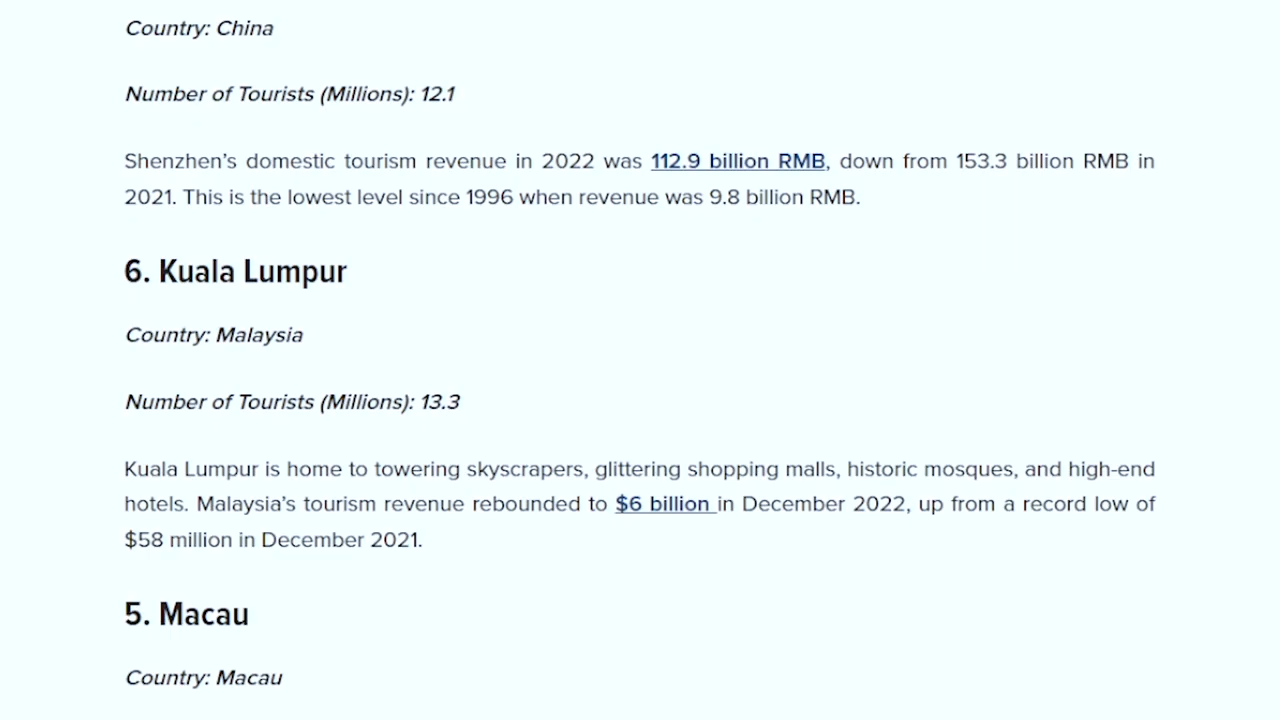 Country: China
Number of Tourists (Millions): 12.1
Shenzhen’s domestic tourism revenue in 2022 was 112.9 billion RMB, down from 153.3 billion RMB in
2021. This is the lowest level since 1996 when revenue was 9.8 billion RMB.
6. Kuala Lumpur
Country: Malaysia
Number of Tourists (Millions): 13.3
Kuala Lumpur is home to towering skyscrapers, glittering shopping malls, historic mosques, and high-end
hotels. Malaysia’s tourism revenue rebounded to $6 billion in December 2022, up from a record low of
$58 million in December 2021.
5. Macau
Country: Macau